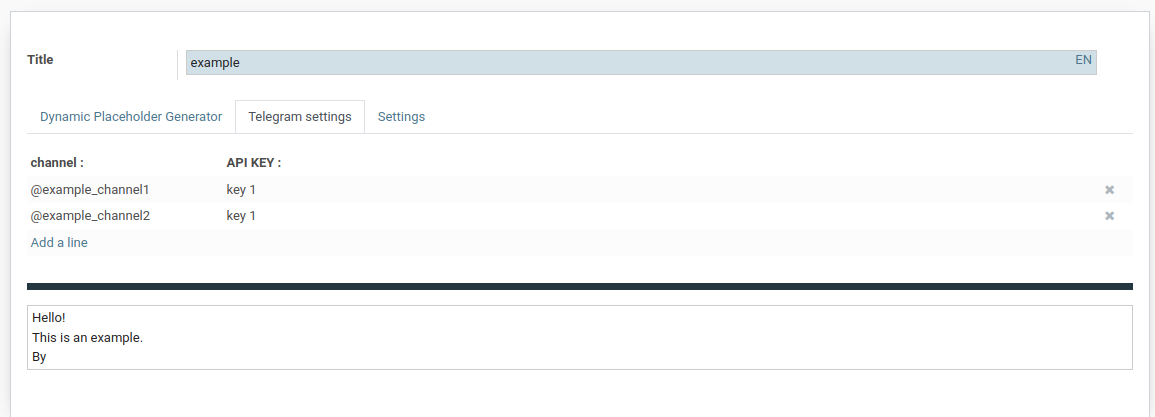 Title example EN
Dynamic Placeholder Generator Telegram settings Settings
channel : API KEY :
@example_channel1 key 1
@example_channel2 key 1
Add a line
Hello!
This is an example.
By